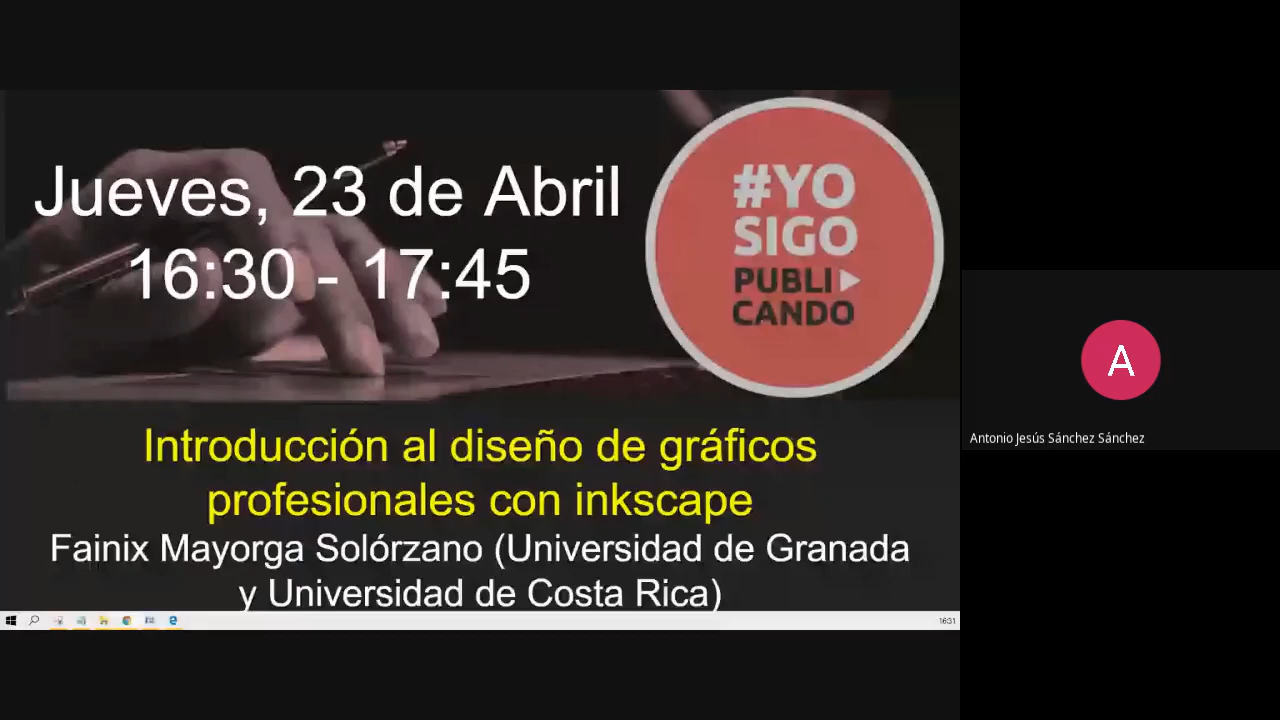 Jueves, 23 de Abril
16:30 - 17:45
#YO
SIGO
PUBLI
CANDO
Introducción al diseño de gráficos
profesionales con inkscape
Fainix Mayorga Solórzano (Universidad de Granada
y Universidad de Costa Rica)
16:31
A
Antonio Jesús Sánchez Sánchez